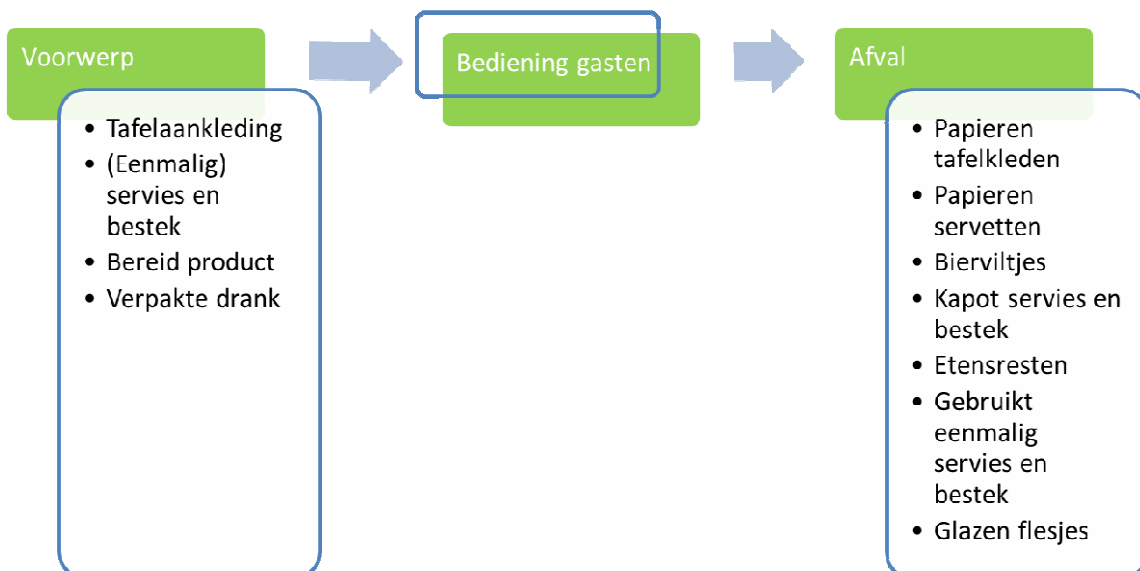 Voorwerp
• Tafelaankleding
• (Eenmalig)
servies en
bestek
• Bereid product
• Verpakte drank
Bediening gasten
Afval
• Papieren
tafelkleden
• Papieren
servetten
• Bierviltjes
• Kapot servies en
bestek
• Etensresten
• Gebruikt
eenmalig
servies en
bestek
• Glazen flesjes